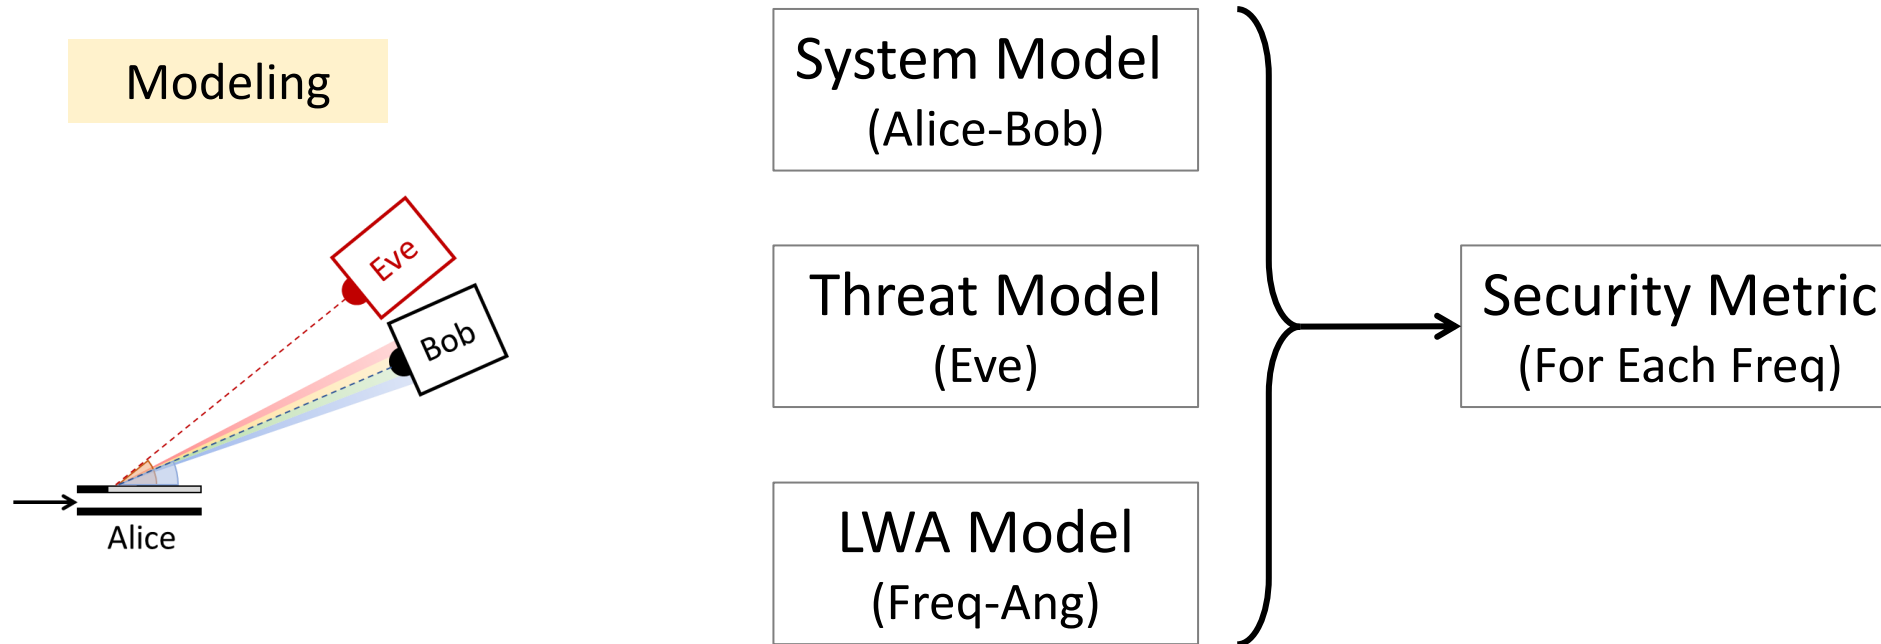 Modeling
Eve
Bob
Alice
System Model
(Alice-Bob)
Threat Model
(Eve)
LWA Model
(Freq-Ang)
Security Metric
(For Each Freq)